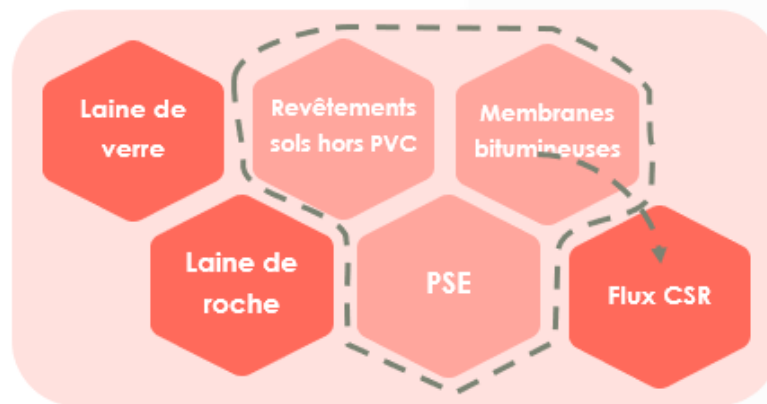 Laine de
verre
Revêtements
sols hors PVC
Membranes
bitumineuses
Laine de
roche
PSE
Flux CSR